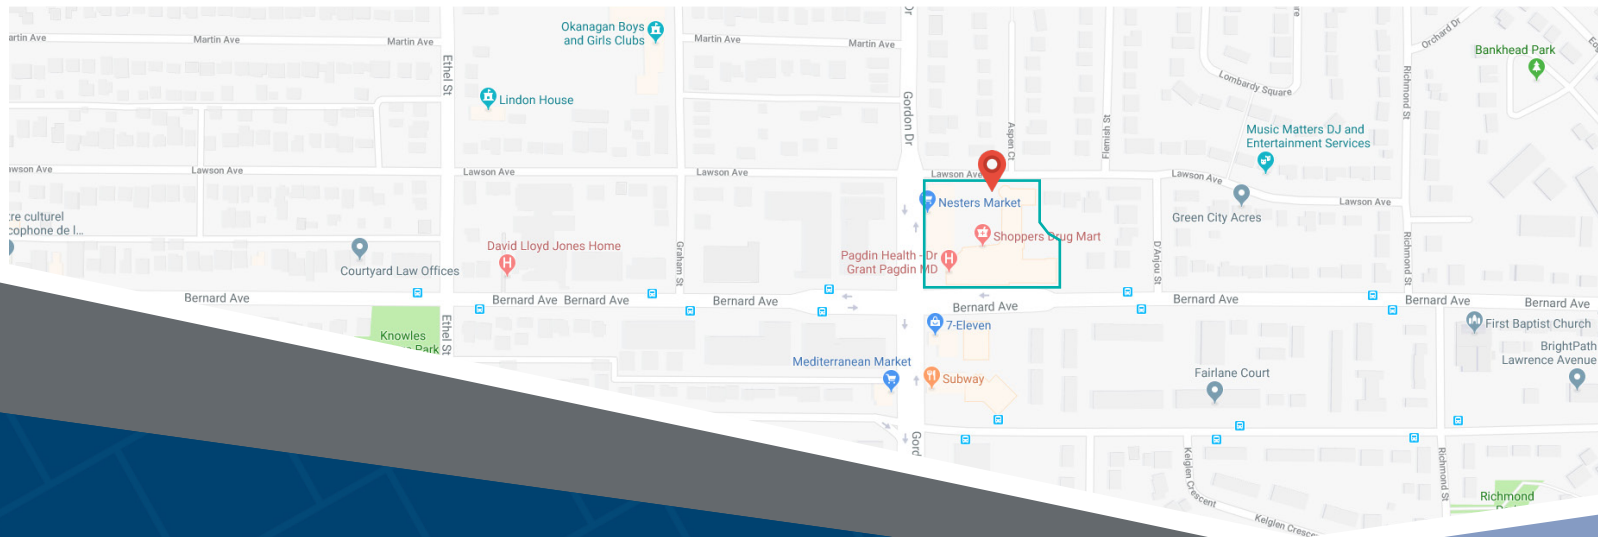 Okanagan Boys
and Girls Clubs
Martin Ave
Martin Ave
Martin Ave
Martin Ave
Martin Ave
Ethel St
Lindon House
Gordon Dr
Aspen Ct
Flemish St
Lombardy Square
Orchard Dr
Bankhead Park
Richmond St
Music Matters DJ and
Entertainment Services
Lawson Ave
Lawson Ave
Lawson Ave
Lawson Ave
Lawson Ave
Lawson Ave
Nesters Market
Shoppers Drug Mart
Pagdin Health - Dr
Grant Pagdin MD
Green City Acres
tre culturel
cophone de l...
Courtyard Law Offices
David Lloyd Jones Home
Graham St
D'Anjou St
Richmond St
Bernard Ave
Bernard Ave
Bernard Ave
Bernard Ave
Bernard Ave
Bernard Ave
Bernard Ave
Bernard Ave
Knowles
Park
Ethel St
7-Eleven
Mediterranean Market
Subway
Fairlane Court
First Baptist Church
BrightPath
Lawrence Avenue
Gord
Kelglen Crescent
Kelglen Cresc
Richmond St
Richmond